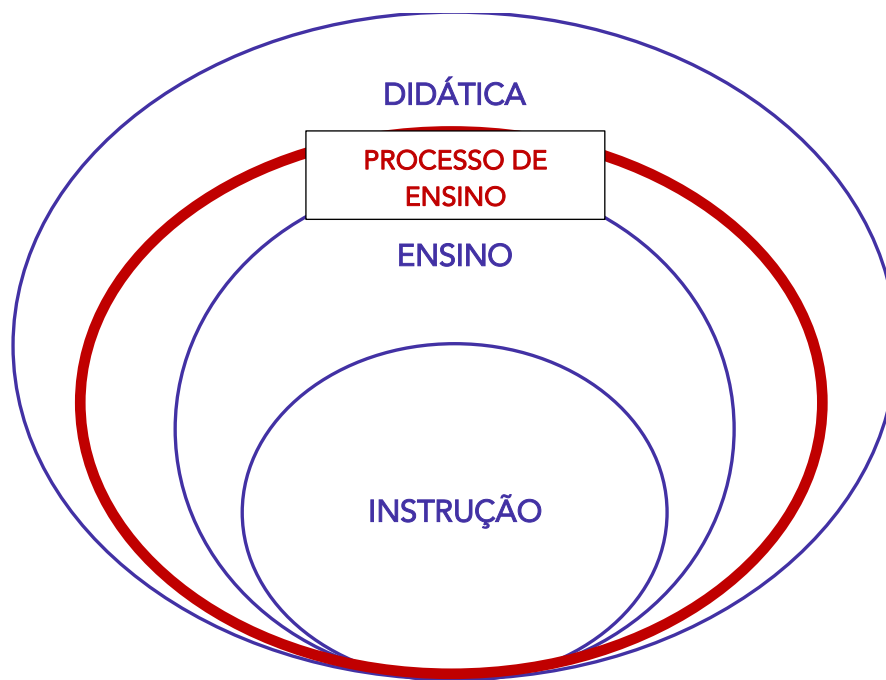 DIDÁTICA
PROCESSO DE
ENSINO
ENSINO
INSTRUÇÃO